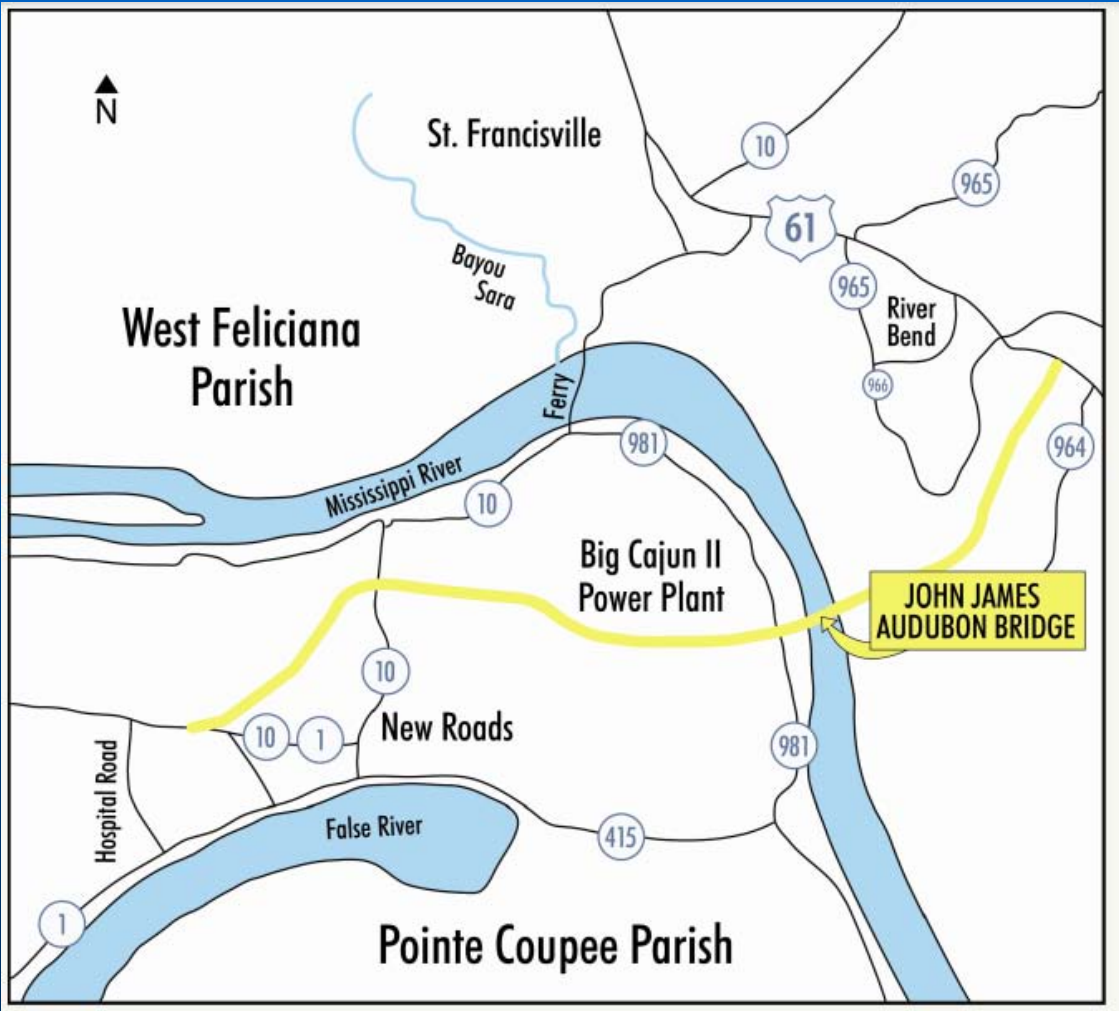 N
St. Francisville
10
965
61
Bayou
Sara
965
River
Bend
West Feliciana
Parish
966
Ferry
981
964
Mississippi River
10
Big Cajun II
Power Plant
JOHN JAMES
AUDUBON BRIDGE
10
New Roads
10
1
981
Hospital Road
False River
415
1
Pointe Coupee Parish